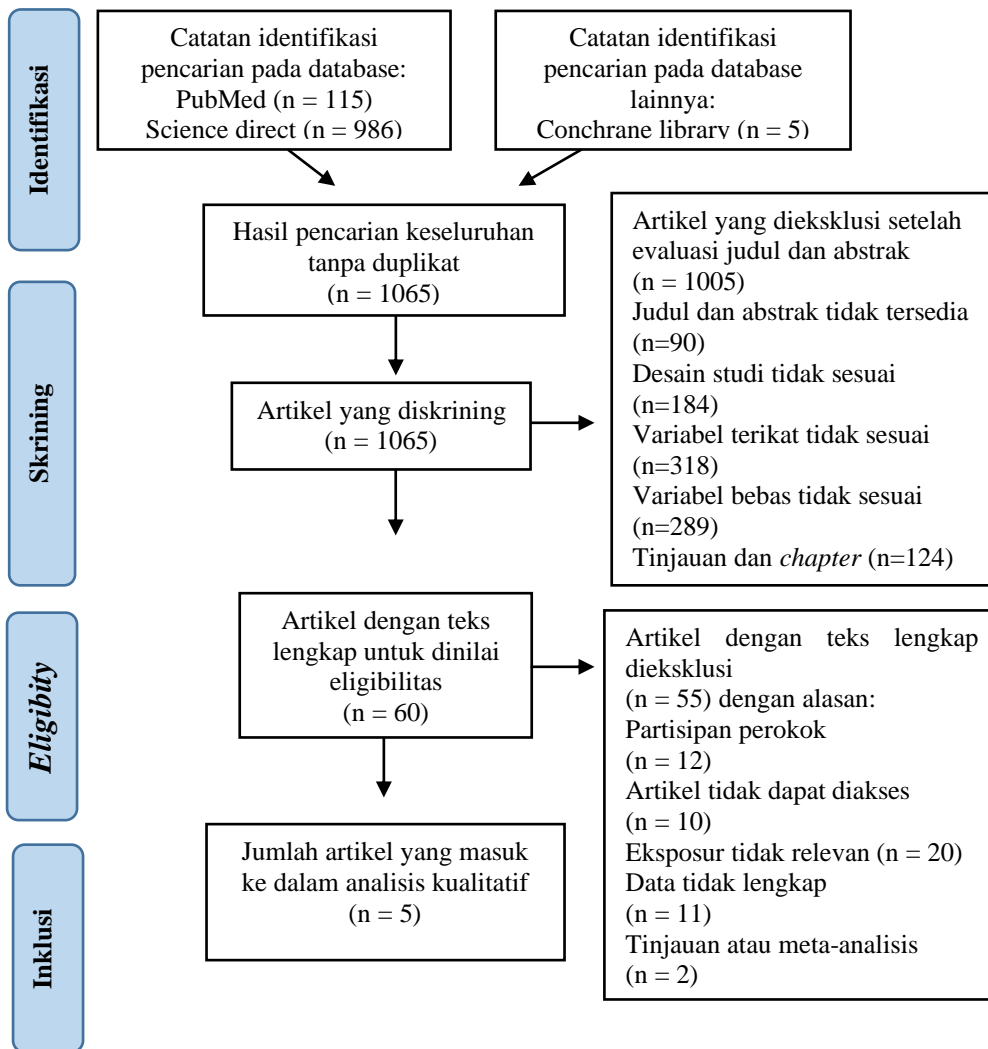 Identifikasi
Catatan identifikasi
pencarian pada database:
PubMed (n = 115)
Science direct (n = 986)
Catatan identifikasi
pencarian pada database
lainnya:
Conchrane library (n = 5)
Hasil pencarian keseluruhan
tanpa duplikat
(n = 1065)
Skrining
Artikel yang diskrining
(n = 1065)
Artikel yang dieksklusi setelah
evaluasi judul dan abstrak
(n = 1005)
Judul dan abstrak tidak tersedia
(n=90)
Desain studi tidak sesuai
(n=184)
Variabel terikat tidak sesuai
(n=318)
Variabel bebas tidak sesuai
(n=289)
Tinjauan dan chapter (n=124)
Eligibity
Artikel dengan teks
lengkap untuk dinilai
eligibilitas
(n = 60)
Artikel dengan teks lengkap
dieksklusi
(n = 55) dengan alasan:
Partisipan perokok
(n = 12)
Artikel tidak dapat diakses
(n = 10)
Eksposur tidak relevan (n = 20)
Data tidak lengkap
(n = 11)
Tinjauan atau meta-analisis
(n = 2)
Inklusi
Jumlah artikel yang masuk
ke dalam analisis kualitatif
(n = 5)